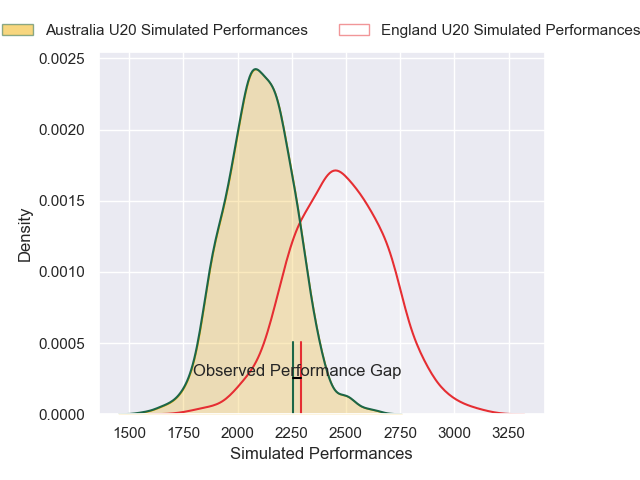 Australia U20 Simulated Performances England U20 Simulated Performances
0.0025
0.0020
0.0015
0.0010
0.0005
0.0000
Density
Observed Performance Gap
1500 1750 2000 2250 2500 2750 3000 3250
Simulated Performances